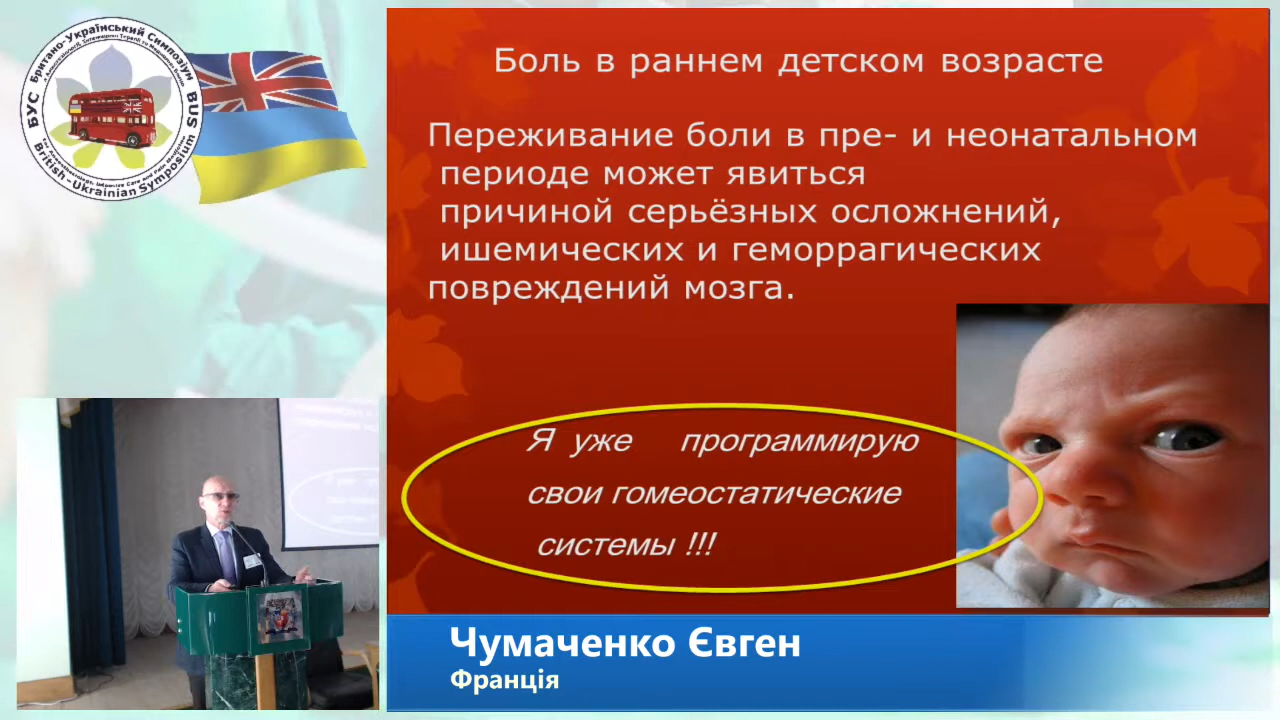 Британо-Український Симпозіум
БУС
BUS
British-Ukrainian Symposium
Боль в раннем детском возрасте
Переживание боли в пре- и неонатальном
периоде может явиться
причиной серьёзных осложнений,
ишемических и геморрагических
повреждений мозга.
Я уже программирую
свои гомеостатические
системы !!!
Чумаченко Євген
Франція